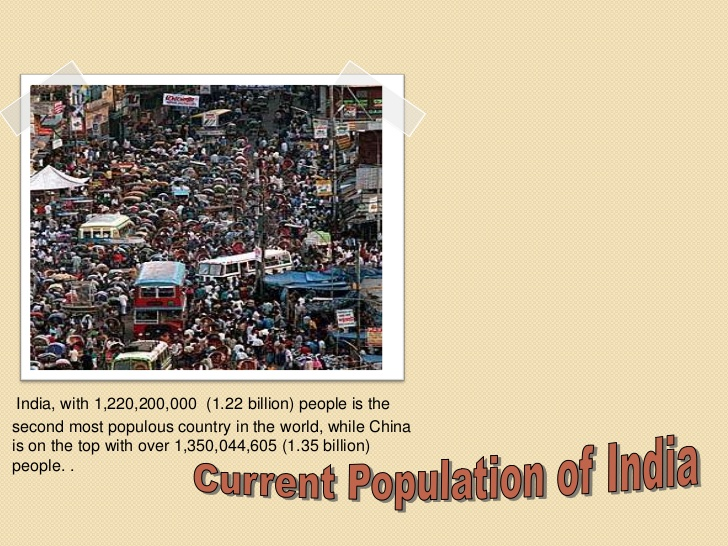 India, with 1,220,200,000 (1.22 billion) people is the
second most populous country in the world, while China
is on the top with over 1,350,044,605 (1.35 billion)
people. .
Current Population of India